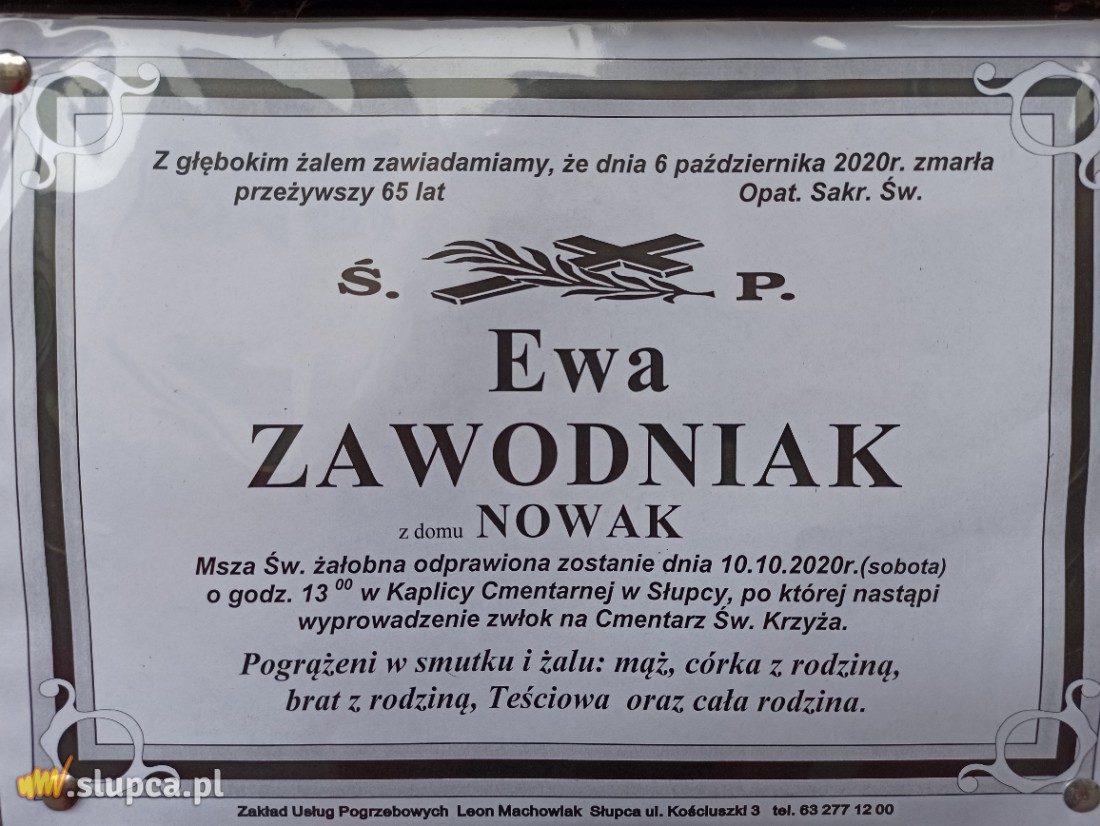 Z głębokim żalem zawiadamiamy, że dnia 6 października 2020r. zmarła
przeżywszy 65 lat Opat. Sakr. Św.
Ś. P.
Ewa
ZAWODNIAK
z domu NOWAK
Msza Św. żałobna odprawiona zostanie dnia 10.10.2020r.(sobota)
o godz. 13 00 w Kaplicy Cmentarnej w Słupcy, po której nastąpi
wyprowadzenie zwłok na Cmentarz Św. Krzyża.
Pogrążeni w smutku i żalu: mąż, córka z rodziną,
brat z rodziną, Teściowa oraz cała rodzina.
www.slupca.pl
Zakład Usług Pogrzebowych Leon Machowiak Słupca ul. Kościuszki 3 tel. 63 277 12 00